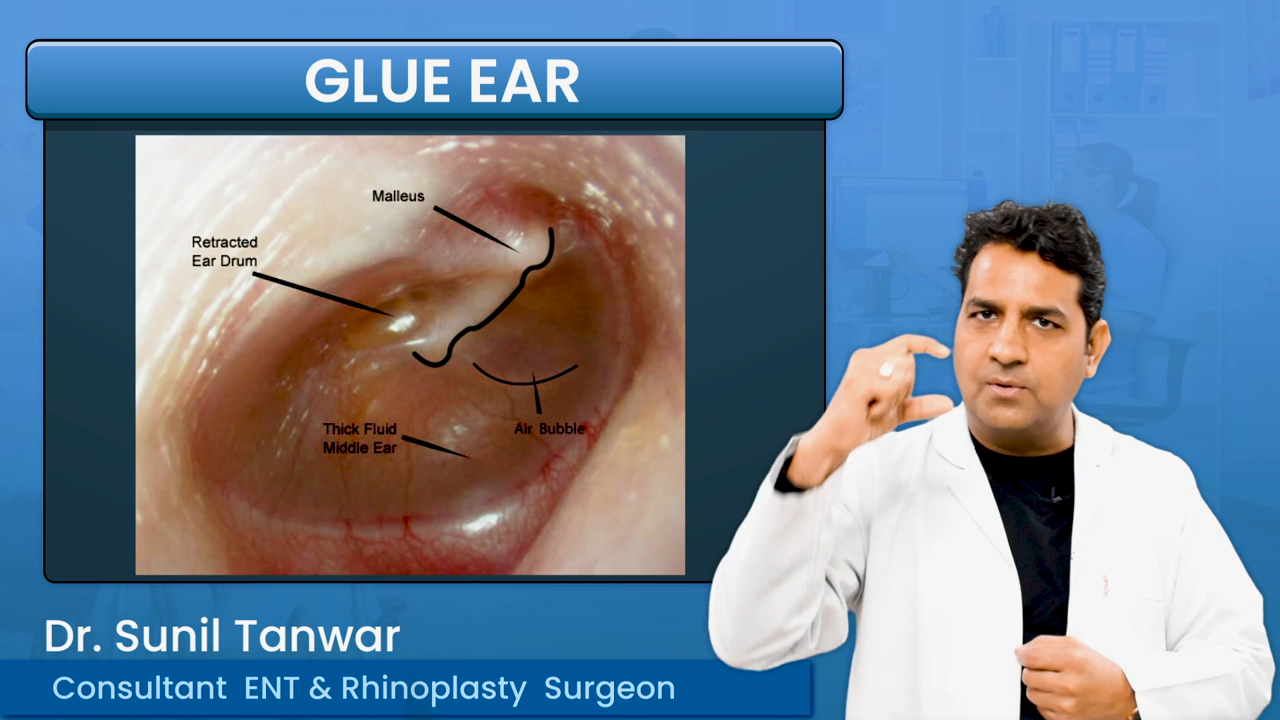 GLUE EAR
Malleus
Retracted
Ear Drum
Thick Fluid
Middle Ear
Air Bubble
Dr. Sunil Tanwar
Consultant ENT & Rhinoplasty Surgeon